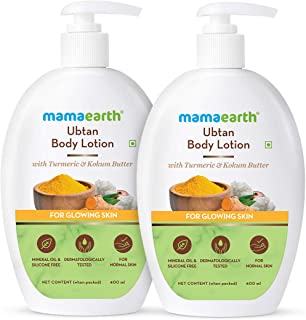 mamaearth®
Ubtan
Body Lotion
with Turmeric & Kokum Butter
FOR GLOWING SKIN
MINERAL OIL &
SILICONE FREE
DERMATOLOGICALLY
TESTED
FOR
NORMAL SKIN
NET CONTENT (when packed) 400 ml
mamaearth®
Ubtan
Body Lotion
with Turmeric & Kokum Butter
FOR GLOWING SKIN
MINERAL OIL &
SILICONE FREE
DERMATOLOGICALLY
TESTED
FOR
NORMAL SKIN
NET CONTENT (when packed) 400 ml